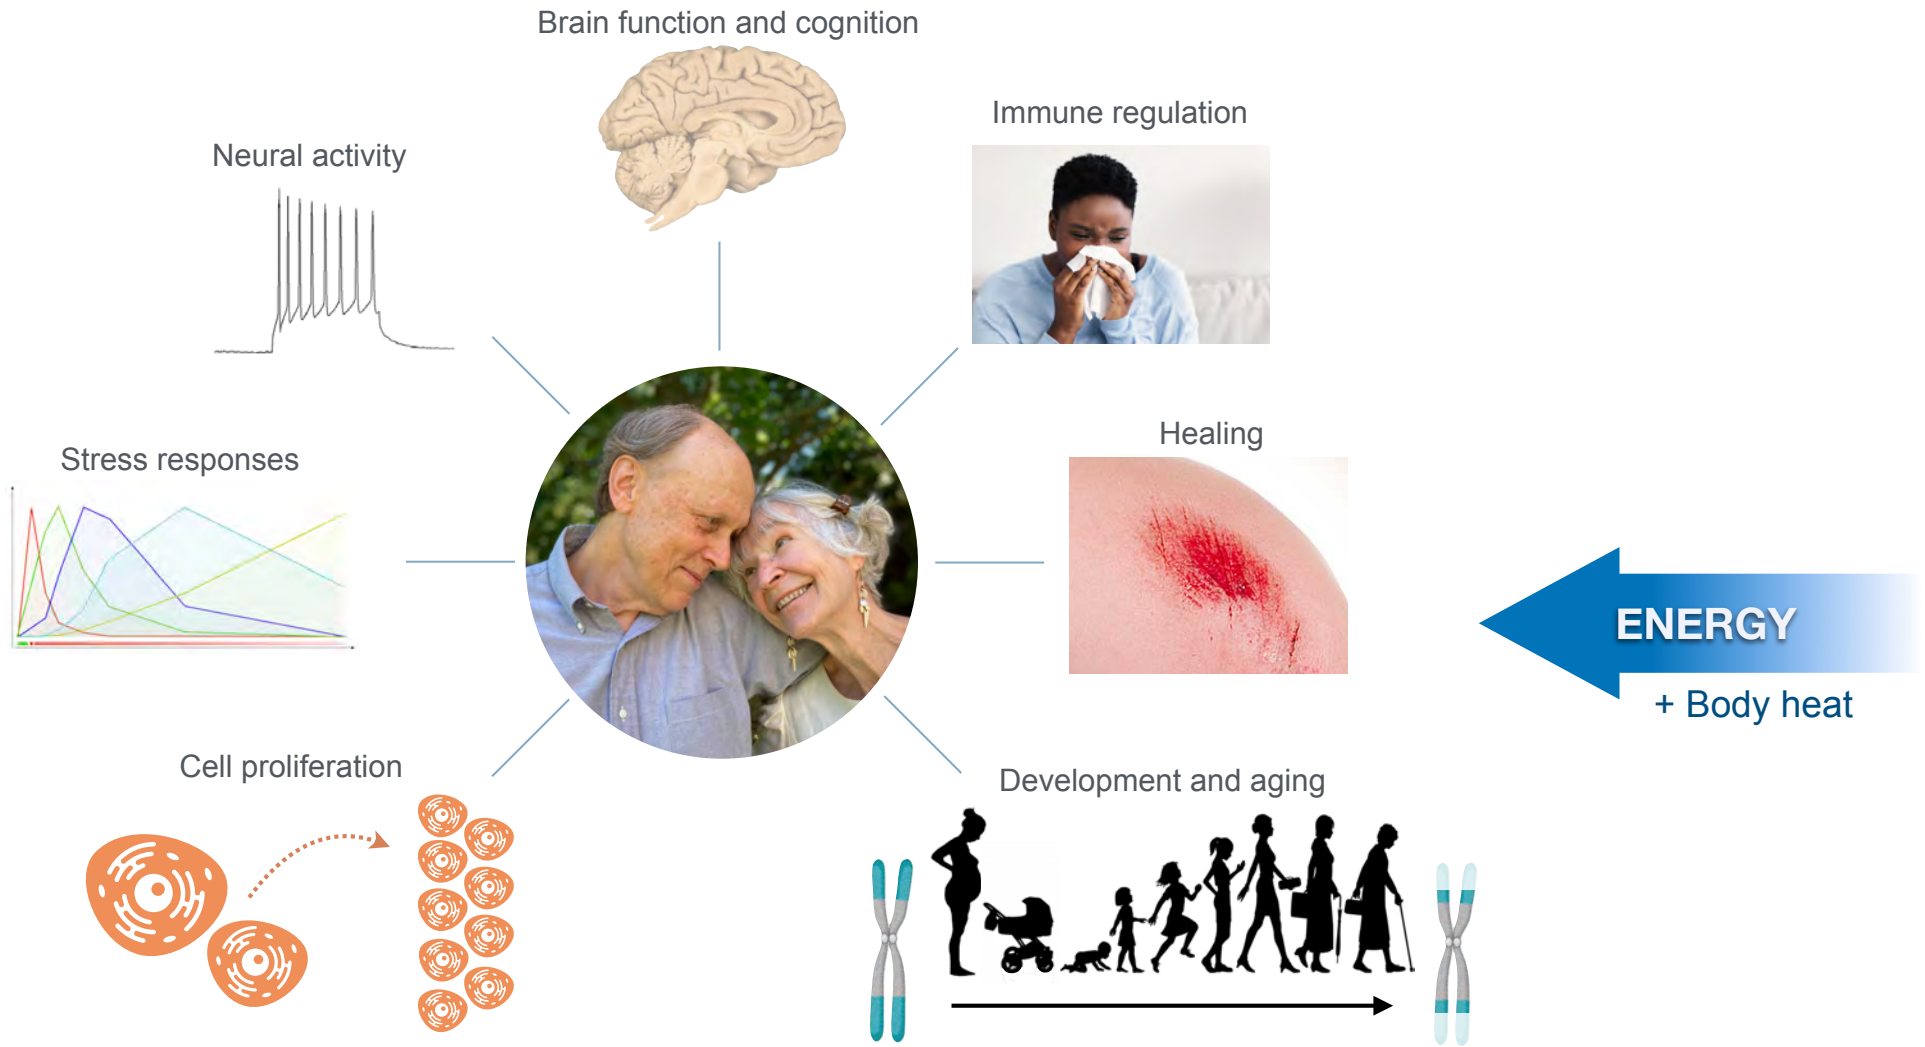 Brain function and cognition
Immune regulation
Neural activity
Healing
Stress responses
ENERGY
+ Body heat
Cell proliferation
Development and aging